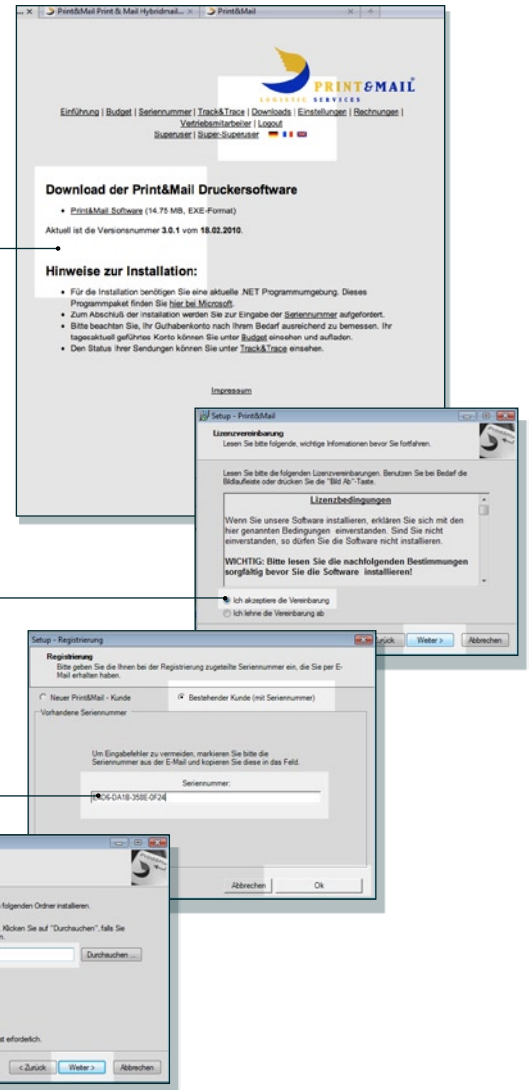 ... × Print&Mail Print & Mail Hybridmail... × Print&Mail × +
PRINT&MAIL
LOGISTIC SERVICES
Einführung | Budget | Seriennummer | Track&Trace | Downloads | Einstellungen | Rechnungen |
Vertriebsmitarbeiter | Logout
Superuser | Super-Superuser
Download der Print&Mail Druckersoftware
• Print&Mail Software (14.75 MB, EXE-Format)
Aktuell ist die Versionsnummer 3.0.1 vom 18.02.2010.
Hinweise zur Installation:
• Für die Installation benötigen Sie eine aktuelle .NET Programmumgebung. Dieses
Programmpaket finden Sie hier bei Microsoft.
• Zum Abschluß der Installation werden Sie zur Eingabe der Seriennummer aufgefordert.
• Bitte beachten Sie, Ihr Guthabenkonto nach Ihrem Bedarf ausreichend zu bemessen. Ihr
tagesaktuell geführtes Konto können Sie unter Budget einsehen und aufladen.
• Den Status Ihrer Sendungen können Sie unter Track&Trace einsehen.
Impressum
Setup - Print&Mail
Lizenzvereinbarung
Lesen Sie bitte folgende, wichtige Informationen bevor Sie fortfahren.
Lesen Sie bitte die folgenden Lizenzvereinbarungen. Benutzen Sie bei Bedarf die
Bildlaufleiste oder drücken Sie die "Bild Ab"-Taste.
Lizenzbedingungen
Wenn Sie unsere Software installieren, erklären Sie sich mit den
hier genannten Bedingungen einverstanden. Sind Sie nicht
einverstanden, so dürfen Sie die Software nicht installieren.
WICHTIG: Bitte lesen Sie die nachfolgenden Bestimmungen
sorgfältig bevor Sie die Software installieren!
Ich akzeptiere die Vereinbarung
Ich lehne die Vereinbarung ab
urück Weiter > Abbrechen
Setup - Registrierung
Registrierung
Bitte geben Sie die Ihnen bei der Registrierung zugeteilte Seriennummer ein, die Sie per E-
Mail erhalten haben.
Neuer Print&Mail - Kunde Bestehender Kunde (mit Seriennummer)
Vorhandene Seriennummer
Um Eingabefehler zu vermeiden, markieren Sie bitte die
Seriennummer aus der E-Mail und kopieren Sie diese in das Feld.
Seriennummer:
Abbrechen Ok
folgenden Ordner installieren.
Klicken Sie auf "Durchsuchen", falls Sie
n.
Durchsuchen ...
st erforderlich.
< Zurück Weiter > Abbrechen